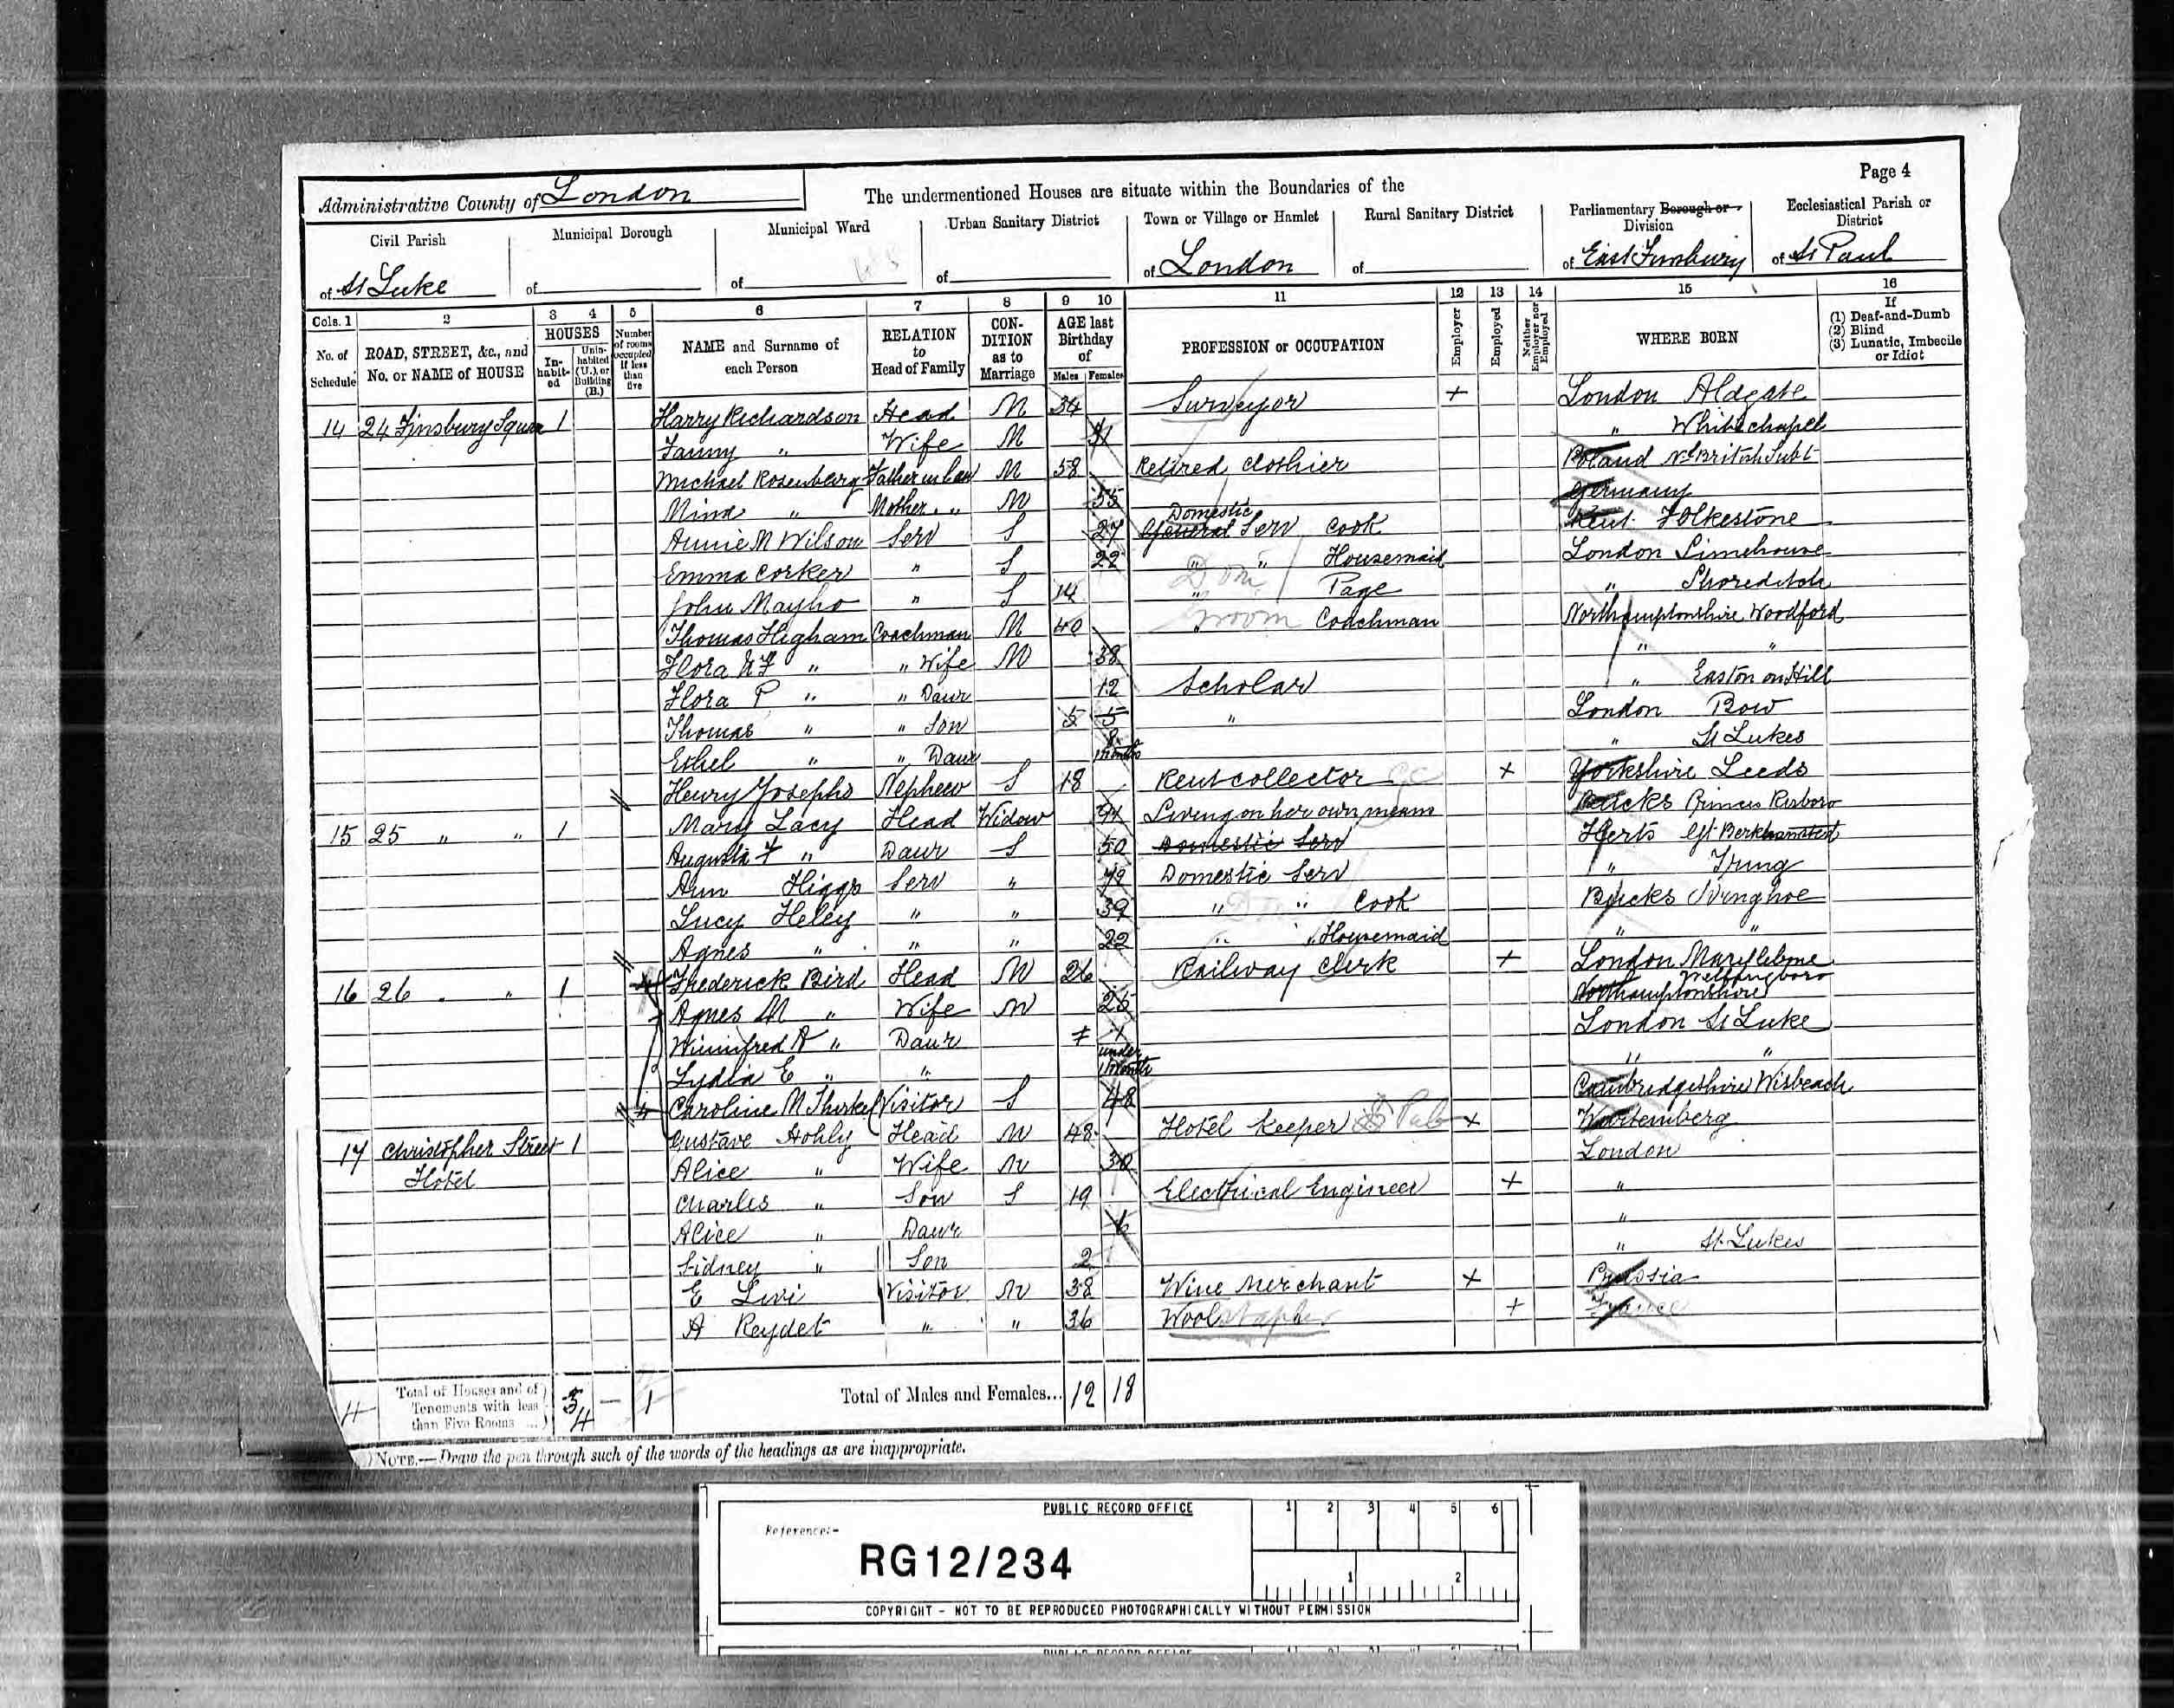 Page 4
Administrative County of London
The undermentioned Houses are situate within the Boundaries of the
Civil Parish of St Luke
Municipal Borough of
Municipal Ward of
Urban Sanitary District of
Town or Village or Hamlet of London
Rural Sanitary District of
Parliamentary Borough or Division of East Finsbury
Ecclesiastical Parish or District of St Paul
Cols. 1 2 3 4 5 6 7 8 9 10 11 12 13 14 15 16
No. of Schedule
ROAD, STREET, &c., and No. or NAME of HOUSE
HOUSES
In-habit-ed
Unin-habited (U.), or Building (B.)
Number of rooms occupied if less than five
NAME and Surname of each Person
RELATION to Head of Family
CON-DITION as to Marriage
AGE last Birthday of
Males Females
PROFESSION or OCCUPATION
Employer
Employed
Neither Employer nor Employed
WHERE BORN
If (1) Deaf-and-Dumb (2) Blind (3) Lunatic, Imbecile or Idiot
14 24 Finsbury Square 1 Harry Richardson Head M 34 Surveyor + London Aldgate
Fanny " Wife M " Whitechapel
Michael Rosenberg Father in law M 58 Retired Clothier Poland British Subt
Mina " Mother " " M 55 Germany
Annie M Wilson Serv S 27 General Domestic Serv Cook Kent Folkestone
Emma Corker " S 22 " " Housemaid London Limehouse
John Mayho " S 14 " Dom Page " Shoreditch
Thomas Higham Coachman M 40 Groom Coachman Northamptonshire Woodford
Flora " " Wife M 38 " "
Flora P " " Daur 12 Scholar " Easton on Hill
Thomas " " Son 5 5 " London Bow
Ethel " " Daur 8 months " St Lukes
Henry Josephs Nephew S 18 Rent collector CC + Yorkshire Leeds
15 25 " " 1 Mary Lacy Head Widow 91 Living on her own means Bucks Princes Risboro
Augusta F " Daur S 50 Domestic Serv Herts Gt Berkhamsted
Ann Higgs Serv " 72 Domestic Serv " Tring
Lucy Heley " " 39 " Dom " Cook Bucks Ivinghoe
Agnes " " " 22 " " Housemaid " "
16 26 " " 1 4 Frederick Bird Head M 26 Railway Clerk + London Marylebone
Agnes M " Wife M 25 Northamptonshire Wellingboro
Winnifred A " Daur London St Luke
Lydia E " " under 1 Month " "
4 Caroline M Visitor S 48 Cambridgeshire Wisbeach
17 Christopher Street Hotel 1 Gustave Hohly Head M 48 Hotel Keeper + Wurtemberg
Alice " Wife M 30 London
Charles " Son S 19 Electrical Engineer + "
Alice " Daur 6 "
Sidney " Son 2 " St Lukes
E Levi Visitor M 38 Wine Merchant + Prussia
A Reydet " " 36 Woolstapler + France
4 Total of Houses and of Tenements with less than Five Rooms 3 4 — 1 Total of Males and Females... 12 18
NOTE.—Draw the pen through such of the words of the headings as are inappropriate.
PUBLIC RECORD OFFICE
1 2 3 4 5 6
Reference:-
RG12/234
1 2
COPYRIGHT - NOT TO BE REPRODUCED PHOTOGRAPHICALLY WITHOUT PERMISSION
PUBLIC RECORD OFFICE